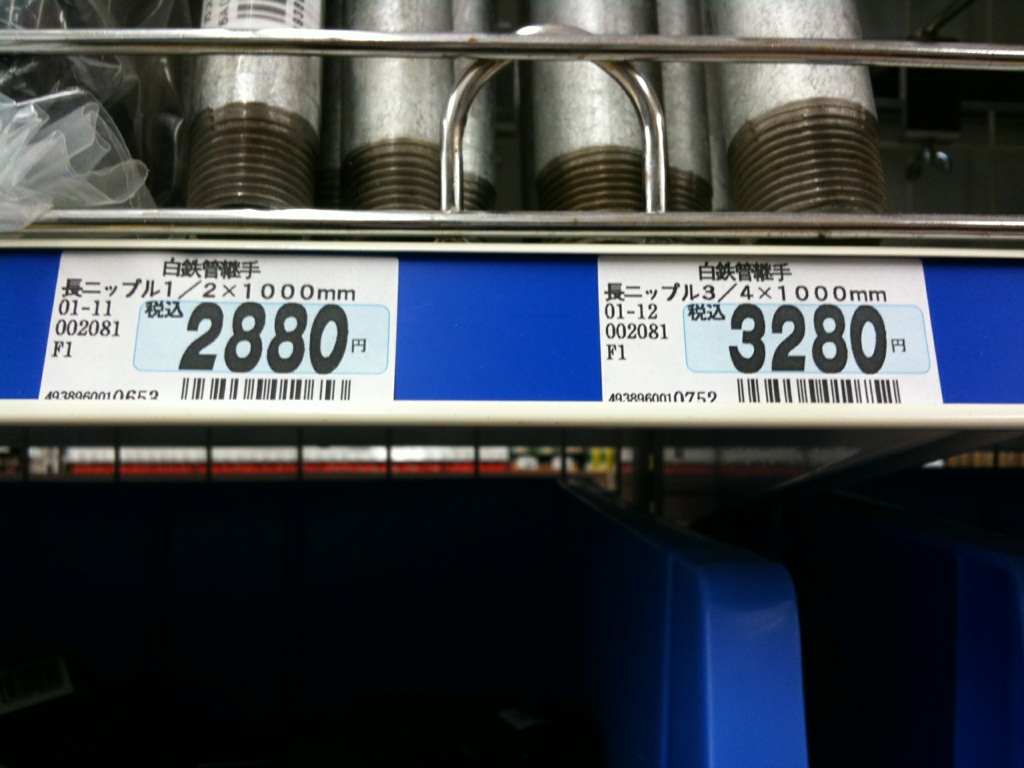 白鉄管継手
長ニップル1/2×1000mm
01-11
002081
F1
税込 2880円
4938960010652
白鉄管継手
長ニップル3/4×1000mm
01-12
002081
F1
税込 3280円
4938960010752